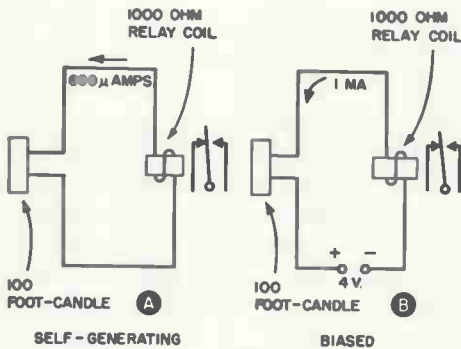 1000 OHM
RELAY COIL
µ AMPS
100
FOOT-CANDLE
A
SELF-GENERATING
1000 OHM
RELAY COIL
1 MA
+ −
4 V.
100
FOOT-CANDLE
B
BIASED